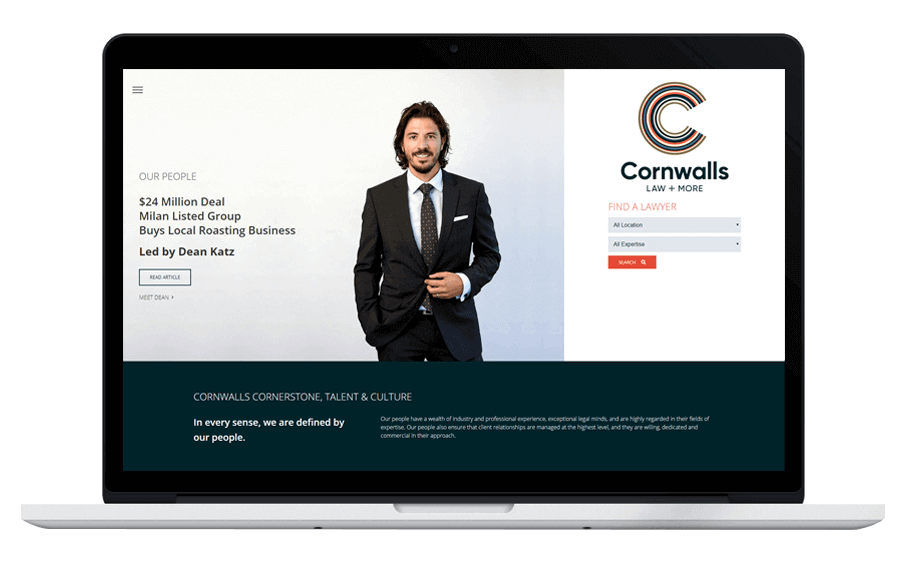 OUR PEOPLE
$24 Million Deal
Milan Listed Group
Buys Local Roasting Business
Led by Dean Katz
READ ARTICLE
MEET DEAN
Cornwalls
LAW + MORE
FIND A LAWYER
All Location
All Expertise
SEARCH
CORNWALLS CORNERSTONE, TALENT & CULTURE
In every sense, we are defined by
our people.
Our people have a wealth of industry and professional experience, exceptional legal minds, and are highly regarded in their fields of
expertise. Our people also ensure that client relationships are managed at the highest level, and they are willing, dedicated and
commercial in their approach.